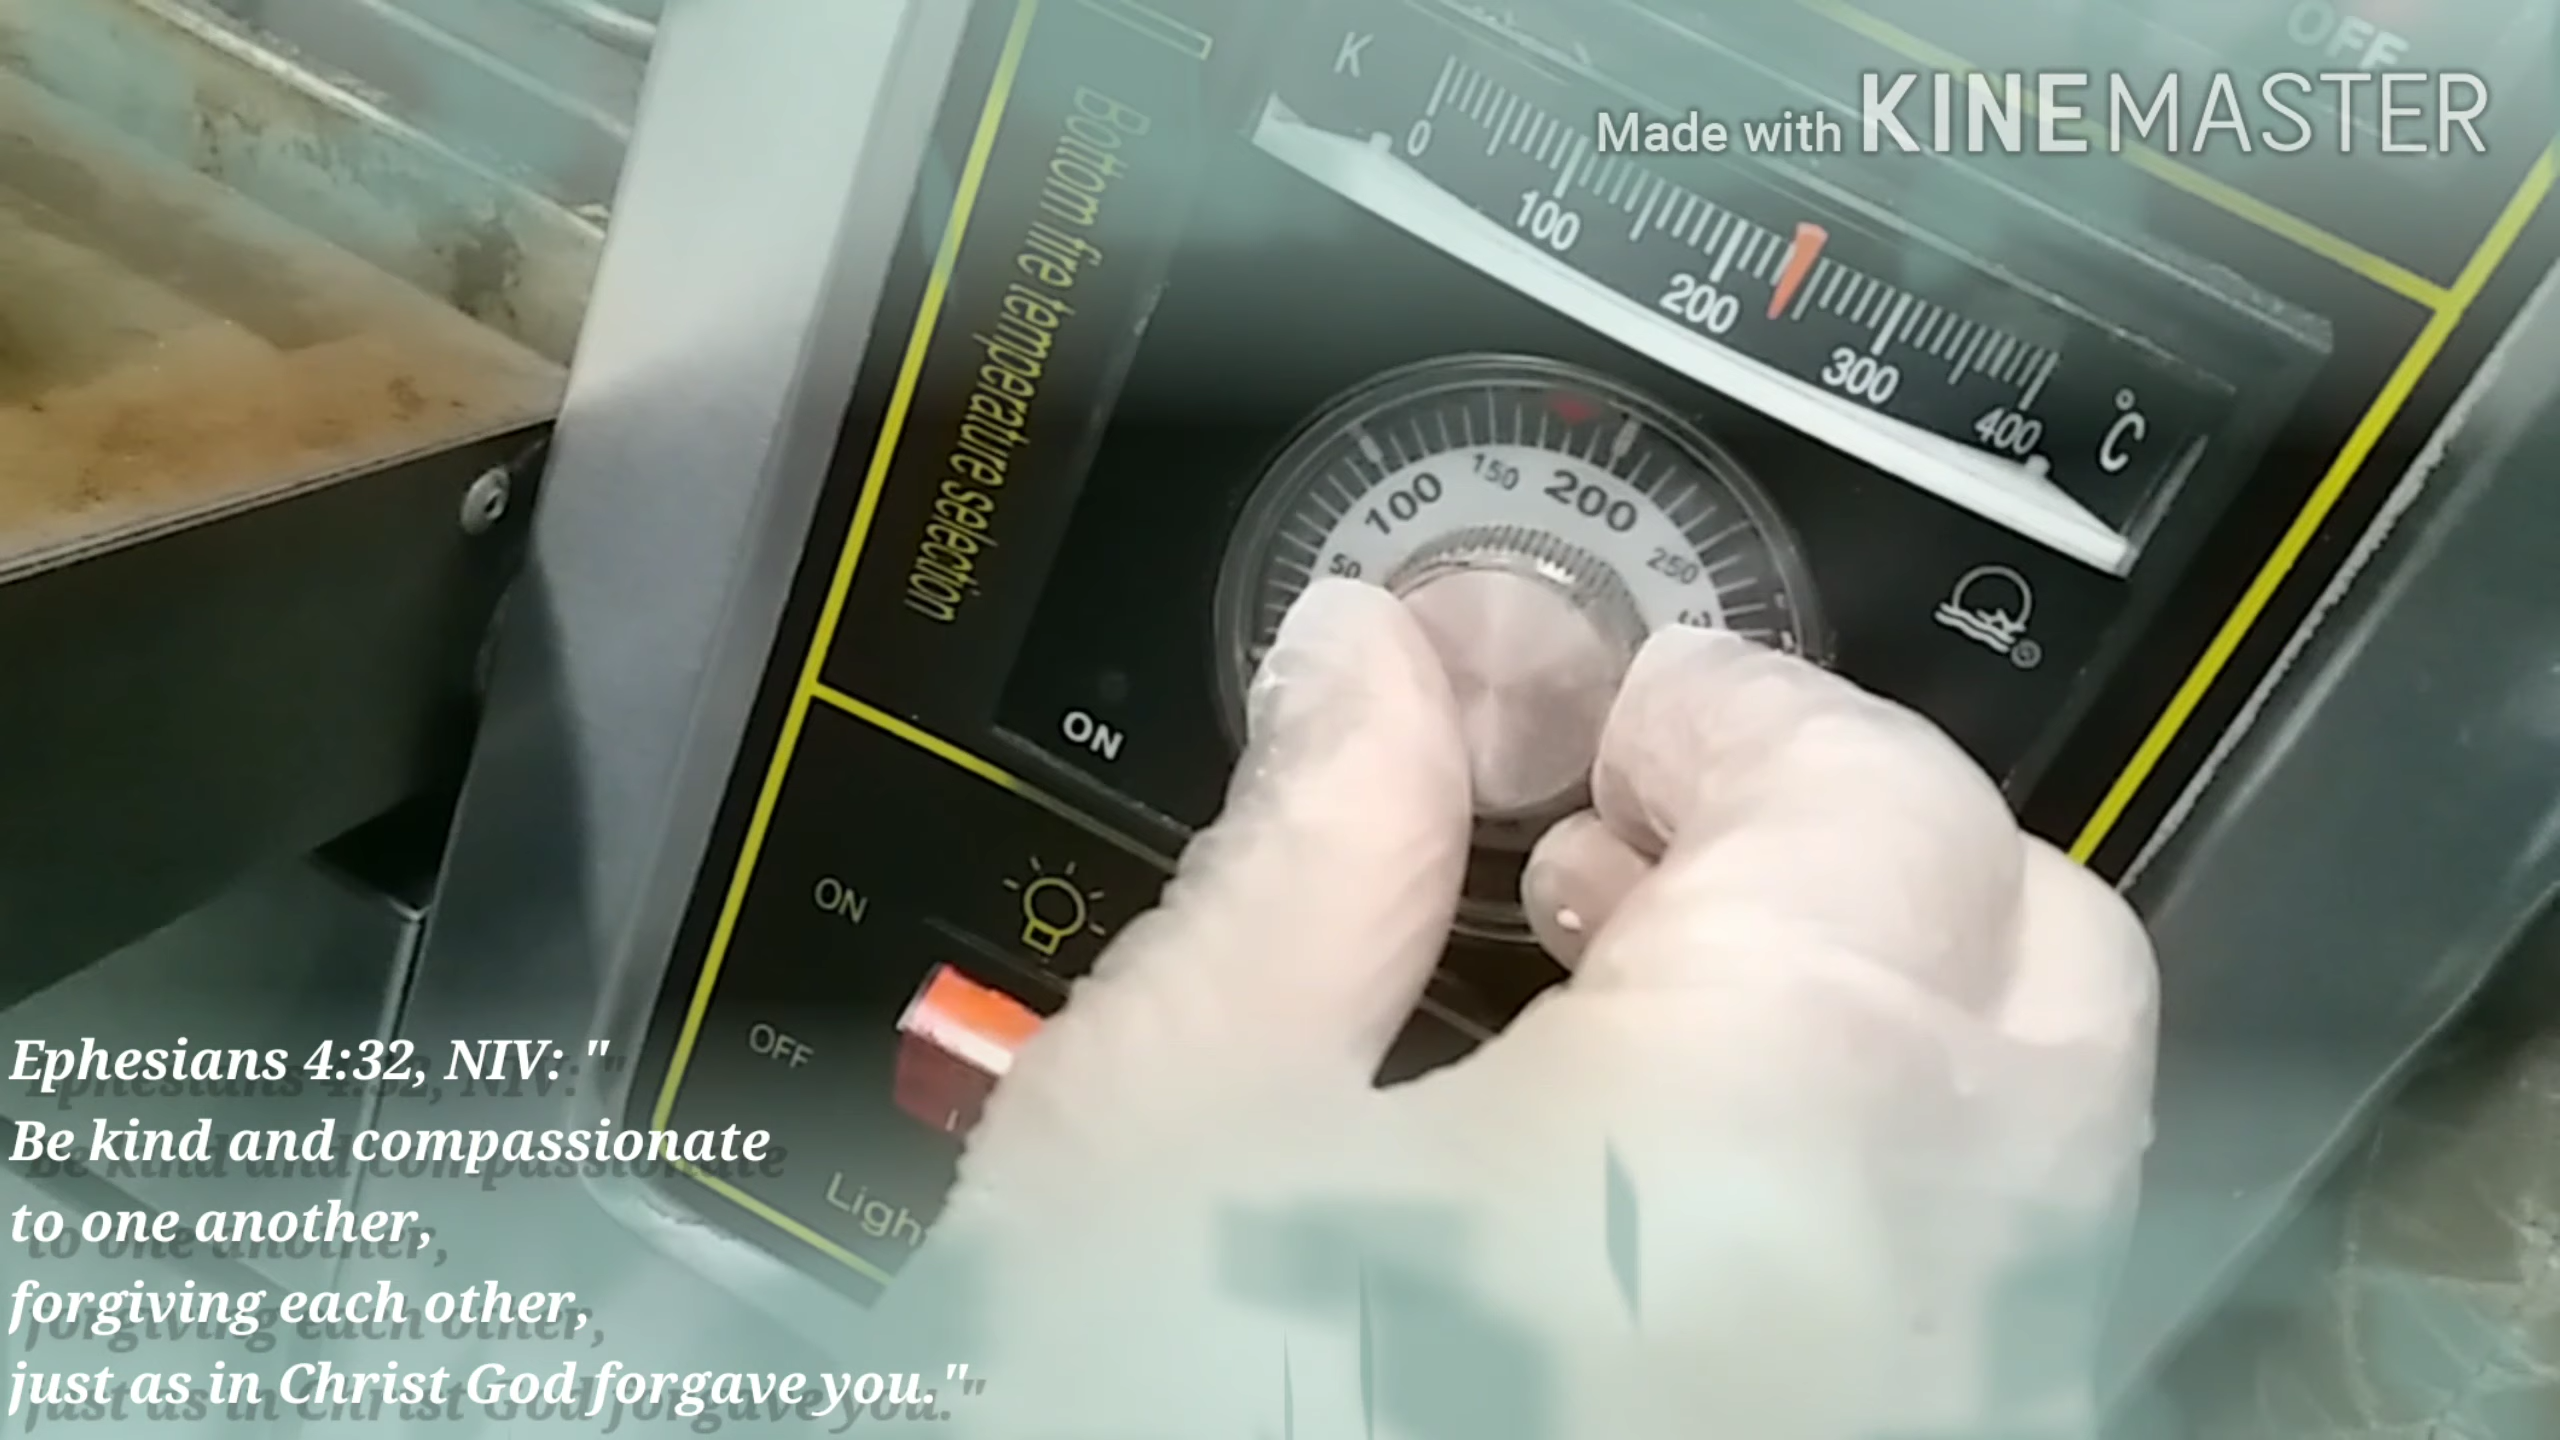 OFF
Made with KINEMASTER
K
0
100
200
300
400
°C
Bottom fire temperature selection
50
100
150
200
250
ON
ON
OFF
Ephesians 4:32, NIV: "
Be kind and compassionate
to one another,
forgiving each other,
just as in Christ God forgave you."